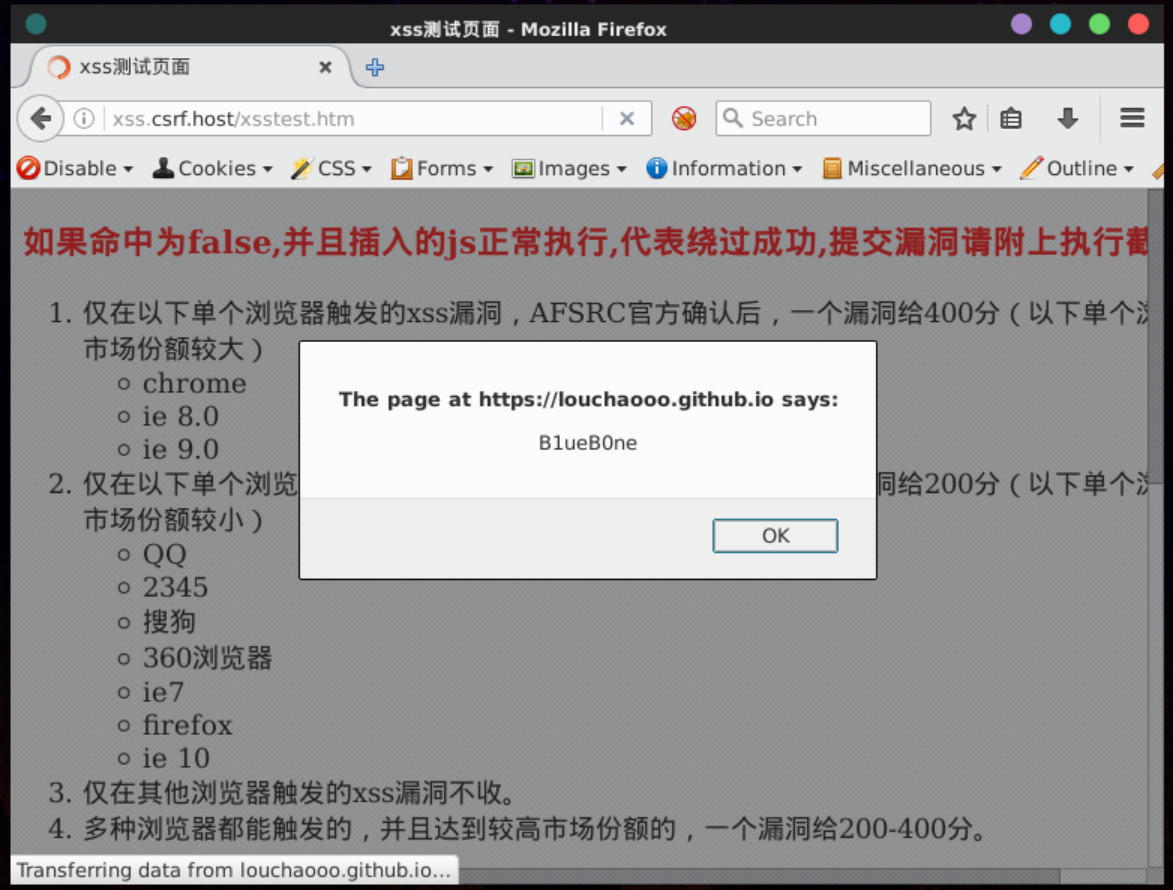 xss测试页面 - Mozilla Firefox
xss测试页面
xss.csrf.host/xsstest.htm
Search
Disable Cookies CSS Forms Images Information Miscellaneous Outline
如果命中为false,并且插入的js正常执行,代表绕过成功,提交漏洞请附上执行截
1. 仅在以下单个浏览器触发的xss漏洞，AFSRC官方确认后，一个漏洞给400分（以下单个浏
市场份额较大）
chrome
ie 8.0
ie 9.0
The page at https://louchaooo.github.io says:
B1ueB0ne
OK
2. 仅在以下单个浏览 洞给200分（以下单个浏
市场份额较小）
QQ
2345
搜狗
360浏览器
ie7
firefox
ie 10
3. 仅在其他浏览器触发的xss漏洞不收。
4. 多种浏览器都能触发的，并且达到较高市场份额的，一个漏洞给200-400分。
Transferring data from louchaooo.github.io...